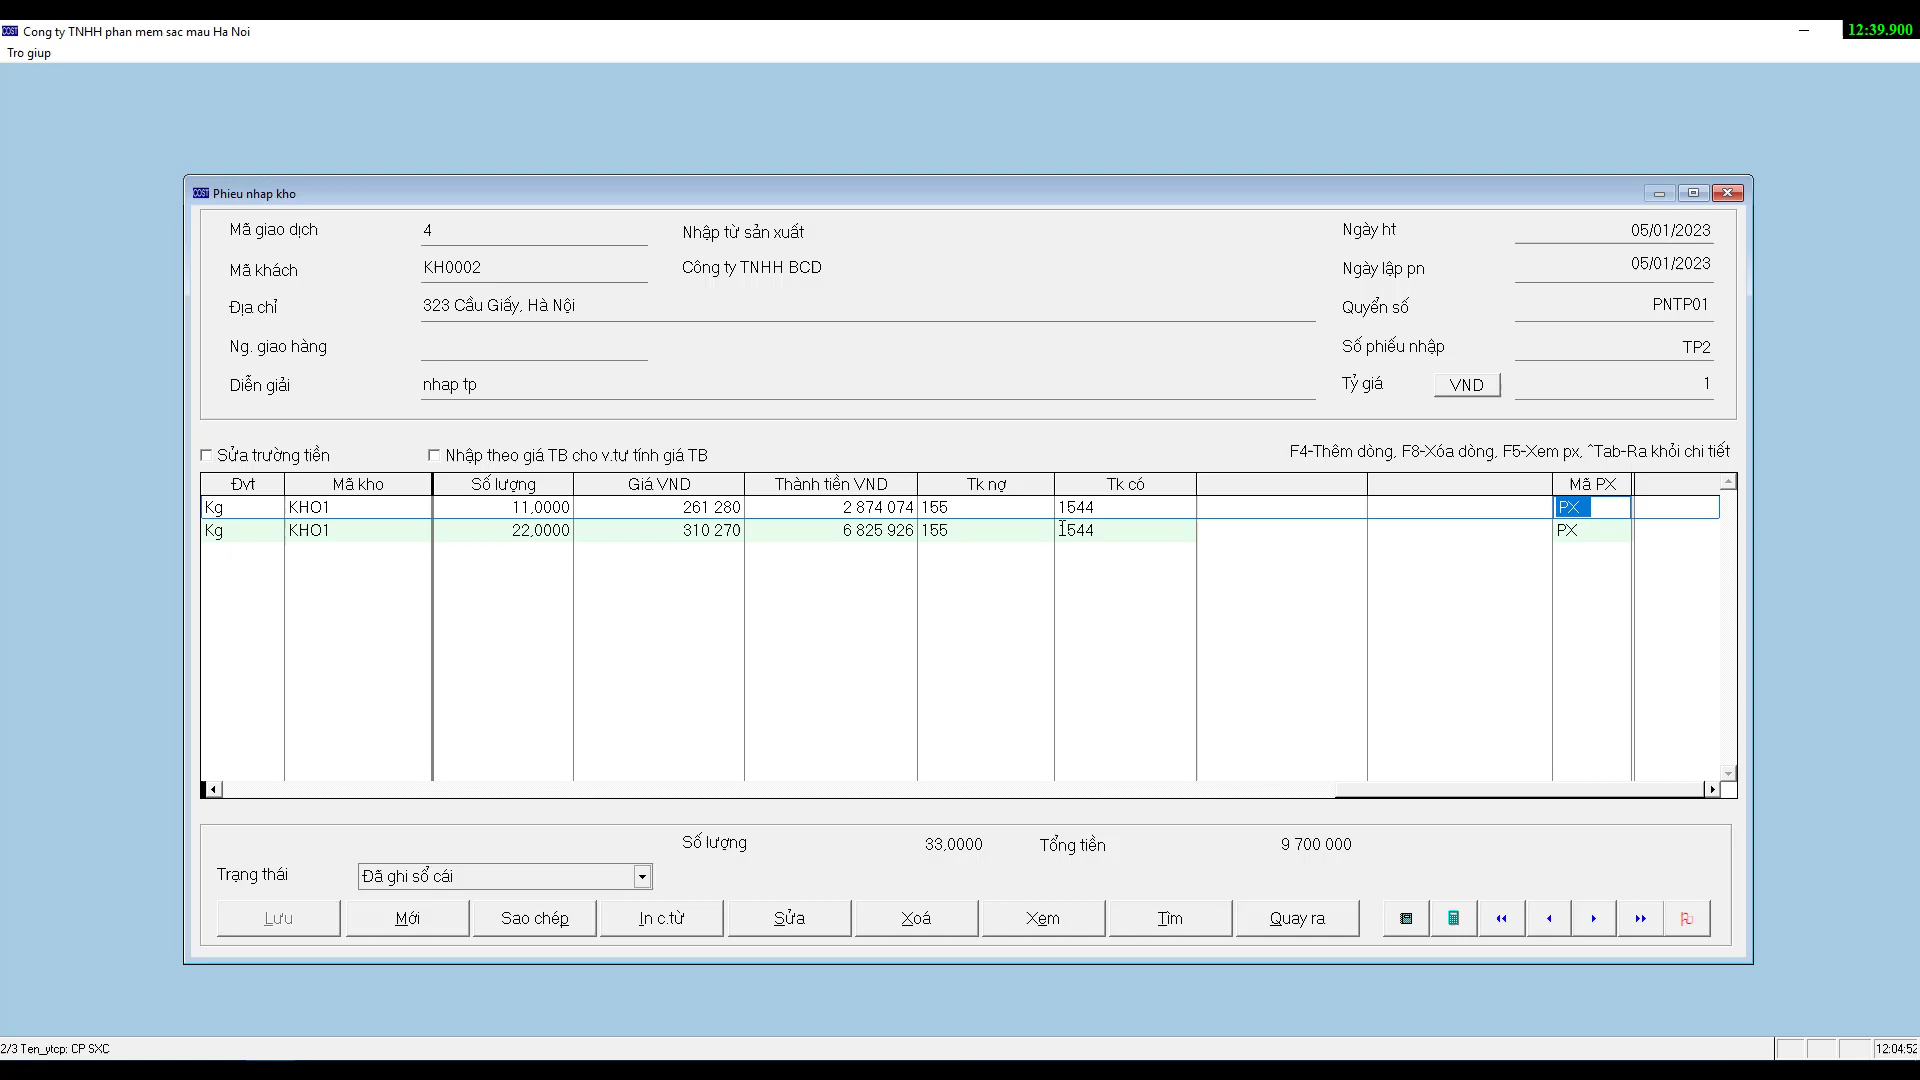 COST Cong ty TNHH phan mem sac mau Ha Noi
12:39.900
Tro giup
COST Phieu nhap kho
Mã giao dịch 4 Nhập từ sản xuất Ngày ht 05/01/2023
Mã khách KH0002 Công ty TNHH BCD Ngày lập pn 05/01/2023
Địa chỉ 323 Cầu Giấy, Hà Nội Quyển số PNTP01
Ng. giao hàng Số phiếu nhập TP2
Diễn giải nhap tp Tỷ giá VND 1
Sửa trường tiền Nhập theo giá TB cho v.tư tính giá TB F4-Thêm dòng, F8-Xóa dòng, F5-Xem px, ^Tab-Ra khỏi chi tiết
Đvt Mã kho Số lượng Giá VND Thành tiền VND Tk nợ Tk có Mã PX
Kg KHO1 11,0000 261 280 2 874 074 155 1544 PX
Kg KHO1 22,0000 310 270 6 825 926 155 1544 PX
Số lượng 33,0000 Tổng tiền 9 700 000
Trạng thái Đã ghi sổ cái
Lưu Mới Sao chép In c.từ Sửa Xoá Xem Tìm Quay ra
2/3 Ten_ytcp: CP SXC 12:04:52